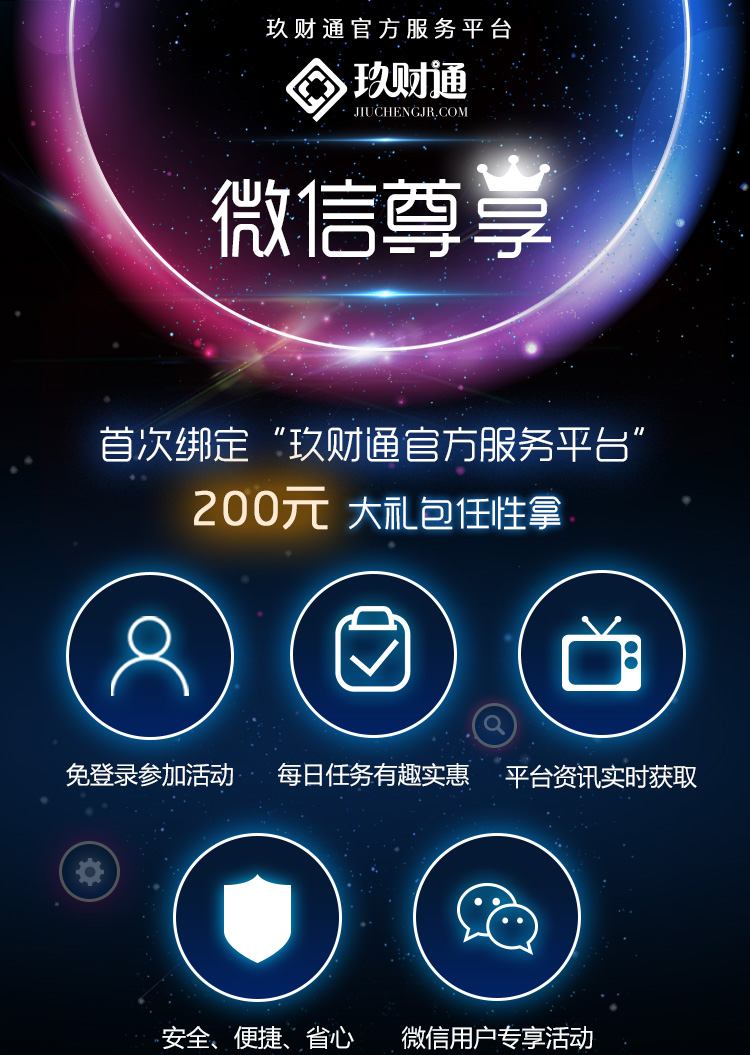 玖财通官方服务平台
玖财通
JIUCHENGJR.COM
微信尊享
首次绑定“玖财通官方服务平台”
200元 大礼包任性拿
免登录参加活动
每日任务有趣实惠
平台资讯实时获取
安全、便捷、省心
微信用户专享活动